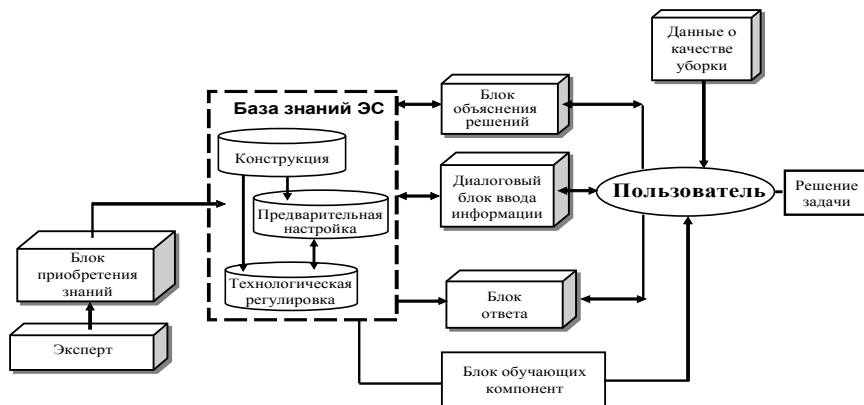 Данные о
качестве
уборки
Блок
объяснения
решений
База знаний ЭС
Конструкция
Диалоговый
блок ввода
информации
Пользователь
Решение
задачи
Предварительная
настройка
Блок
приобретения
знаний
Технологическая
регулировка
Блок
ответа
Эксперт
Блок обучающих
компонент